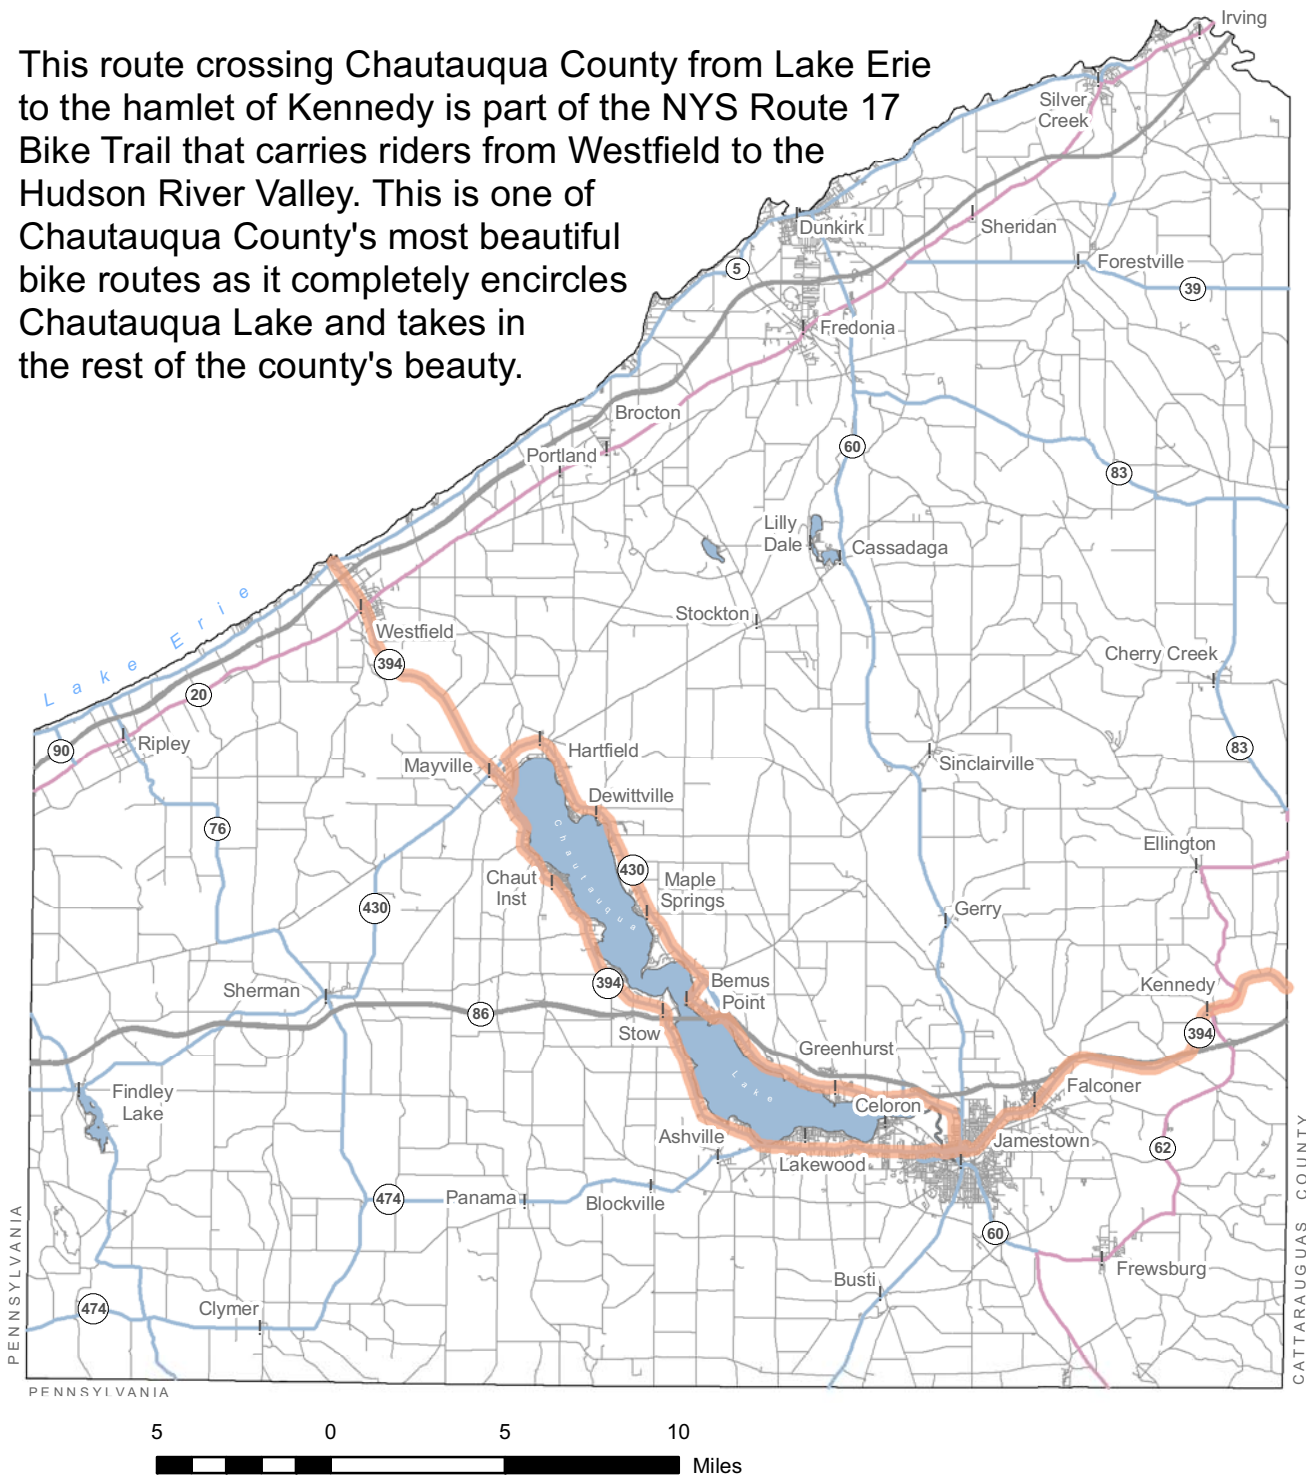 This route crossing Chautauqua County from Lake Erie
to the hamlet of Kennedy is part of the NYS Route 17
Bike Trail that carries riders from Westfield to the
Hudson River Valley. This is one of
Chautauqua County's most beautiful
bike routes as it completely encircles
Chautauqua Lake and takes in
the rest of the county's beauty.
Irving
Silver
Creek
Dunkirk
Sheridan
5
Forestville
39
Fredonia
Brocton
60
Portland
83
Lilly
Dale
Cassadaga
Lake Erie
Stockton
Westfield
394
Cherry Creek
20
90
Ripley
Hartfield
83
Mayville
Sinclairville
Dewittville
76
Ellington
Chautauqua
430
Chaut
Inst
Maple
Springs
430
Gerry
394
Bemus
Point
Sherman
Kennedy
86
Stow
394
Greenhurst
Findley
Lake
Lake
Falconer
Celoron
Ashville
Jamestown
62
Lakewood
474
Panama
Blockville
60
Frewsburg
Busti
474
Clymer
PENNSYLVANIA
CATTARAUGUAS COUNTY
PENNSYLVANIA
5 0 5 10
Miles